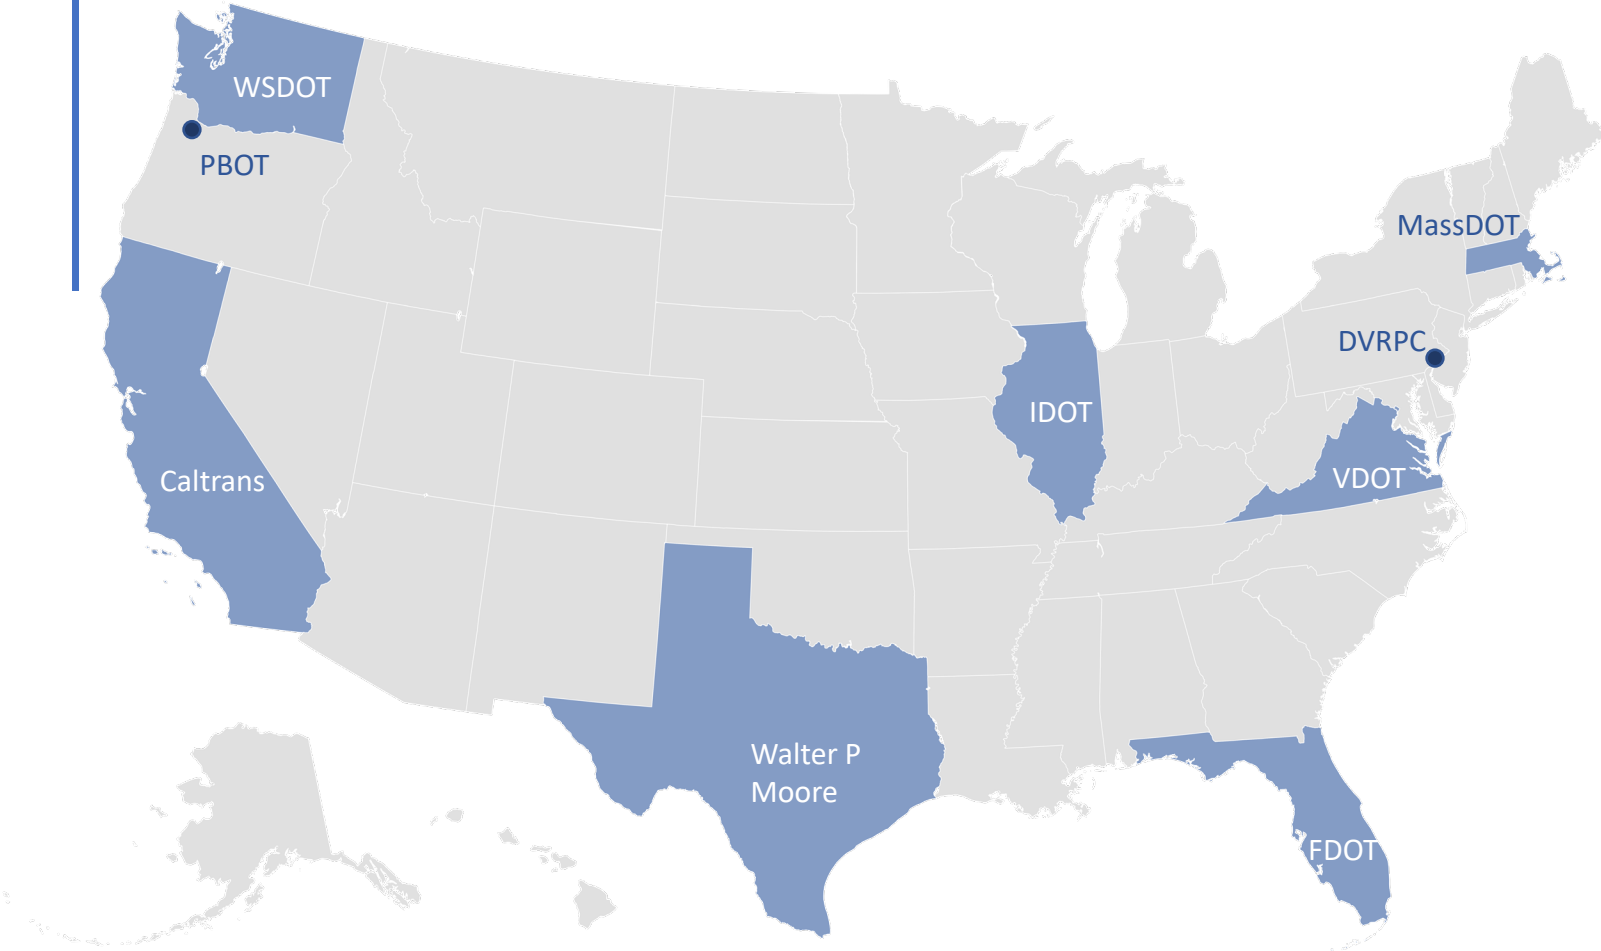 WSDOT
PBOT
MassDOT
DVRPC
IDOT
Caltrans
VDOT
Walter P
Moore
FDOT